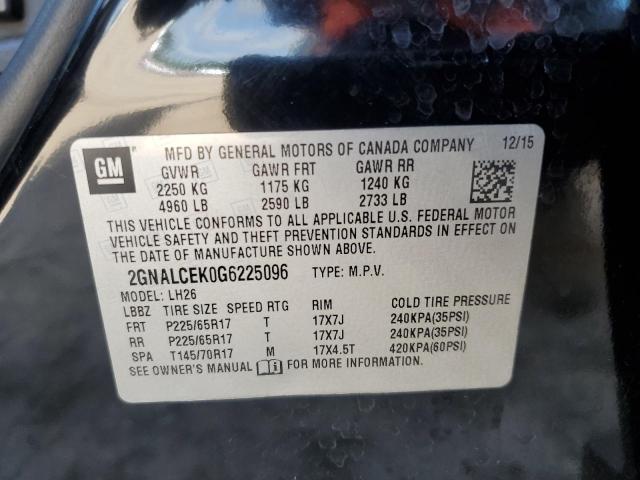 GM
MFD BY GENERAL MOTORS OF CANADA COMPANY 12/15
GVWR GAWR FRT GAWR RR
2250 KG 1175 KG 1240 KG
4960 LB 2590 LB 2733 LB
THIS VEHICLE CONFORMS TO ALL APPLICABLE U.S. FEDERAL MOTOR
VEHICLE SAFETY AND THEFT PREVENTION STANDARDS IN EFFECT ON
THE DATE OF MANUFACTURE SHOWN ABOVE.
2GNALCEK0G6225096 TYPE: M.P.V.
MODEL: LH26
LBBZ TIRE SIZE SPEED RTG RIM COLD TIRE PRESSURE
FRT P225/65R17 T 17X7J 240KPA(35PSI)
RR P225/65R17 T 17X7J 240KPA(35PSI)
SPA T145/70R17 M 17X4.5T 420KPA(60PSI)
SEE OWNER'S MANUAL FOR MORE INFORMATION.